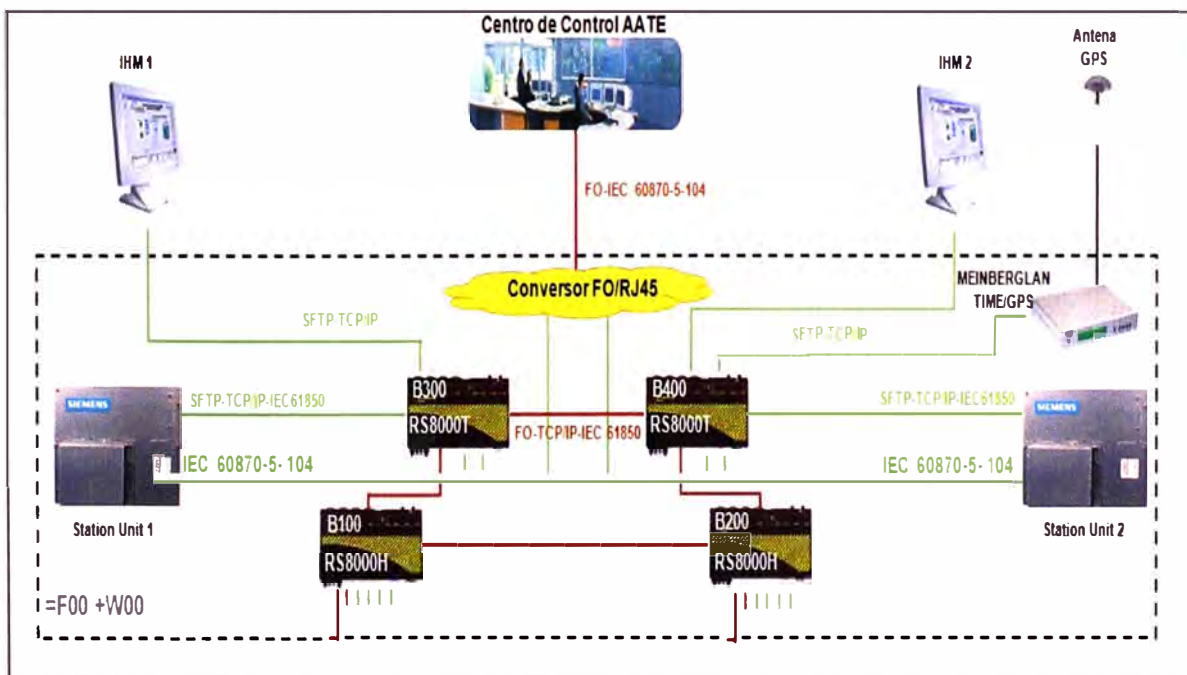 Centro de Control AATE
Antena
GPS
IHM 1
IHM 2
FO-IEC 60870-5-104
Conversor FO/RJ45
MEINBERGLAN
TIME/GPS
SFTP-TCP/IP
SFTP-TCP/IP
B300
RS8000T
B400
RS8000T
SIEMENS
SFTP-TCP/IP-IEC61850
FO-TCP/IP-IEC 61850
SFTP-TCP/IP-IEC61850
SIEMENS
IEC 60870-5-104
IEC 60870-5-104
Station Unit 1
B100
RS8000H
B200
RS8000H
Station Unit 2
=F00 +W00